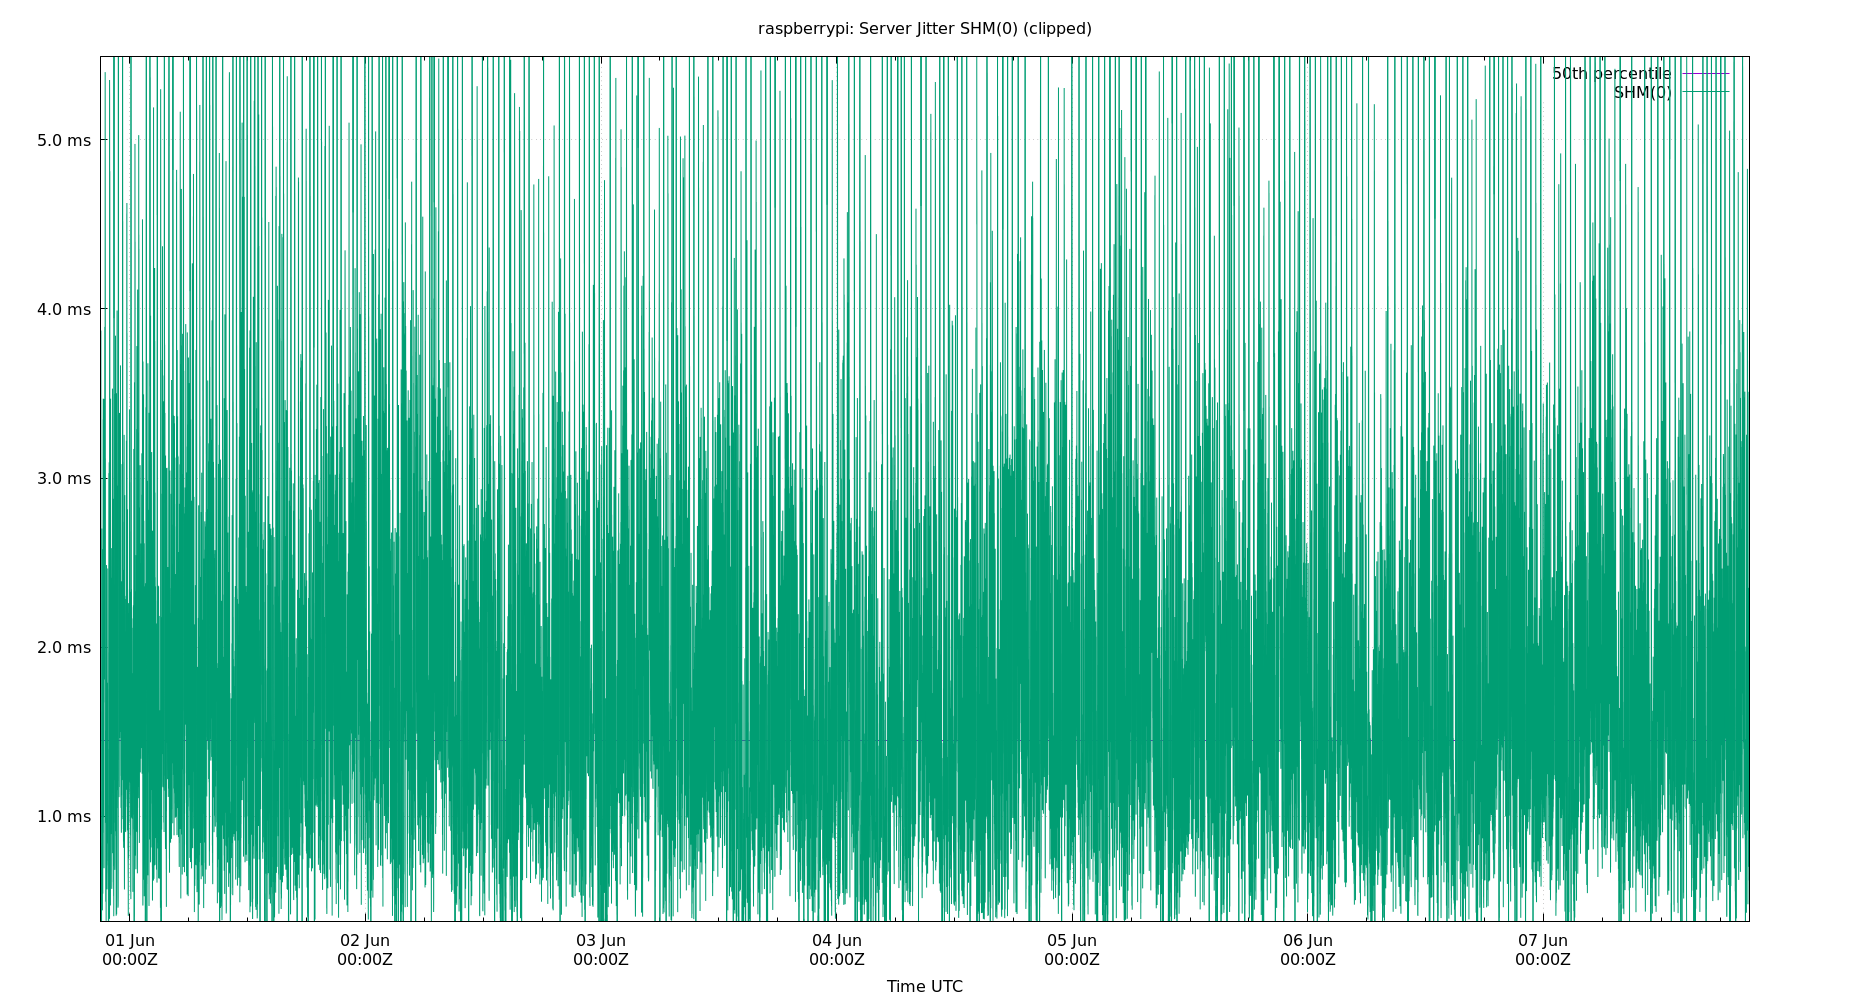 raspberrypi: Server Jitter SHM(0) (clipped)
50th percentile
SHM(0)
5.0 ms
4.0 ms
3.0 ms
2.0 ms
1.0 ms
01 Jun 02 Jun 03 Jun 04 Jun 05 Jun 06 Jun 07 Jun
00:00Z 00:00Z 00:00Z 00:00Z 00:00Z 00:00Z 00:00Z
Time UTC